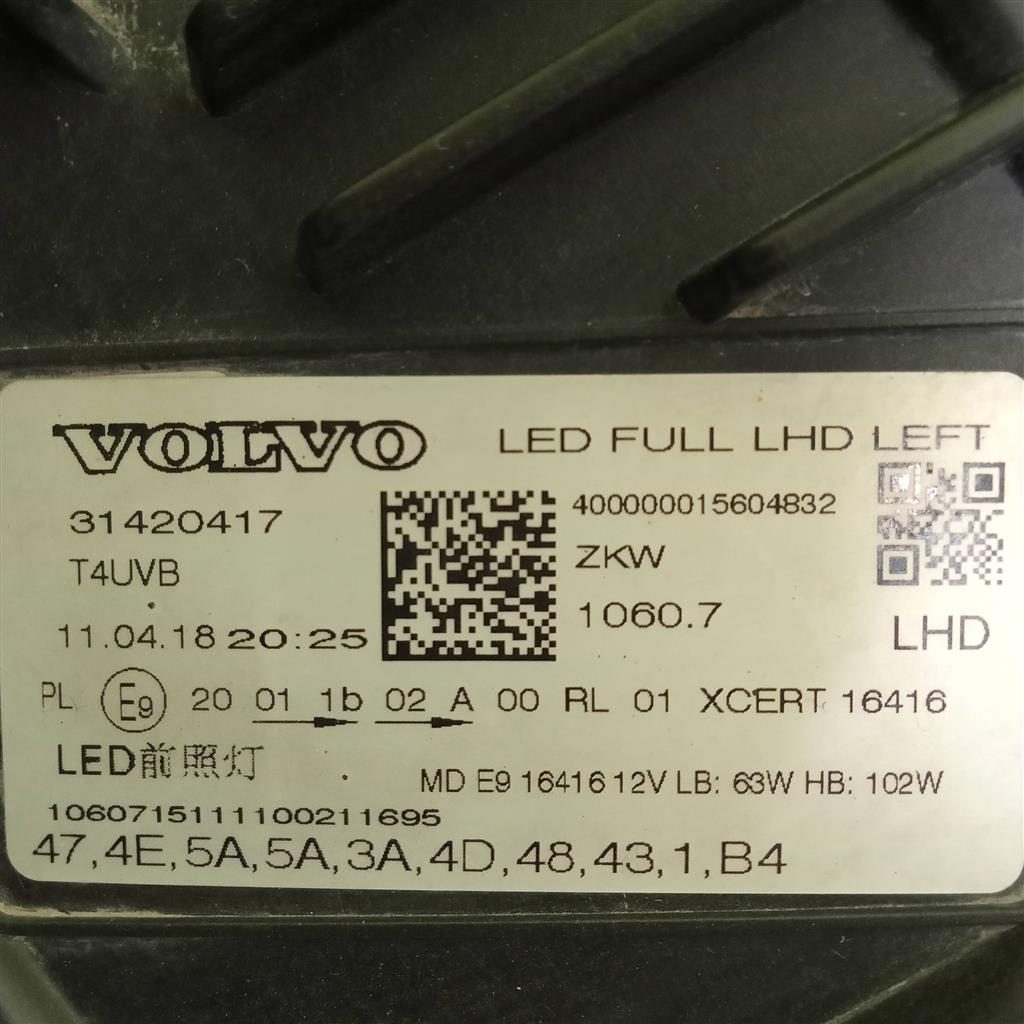 VOLVO LED FULL LHD LEFT
31420417 400000015604832
T4UVB ZKW
11.04.18 20:25 1060.7 LHD
PL E9 20 01 1b 02 A 00 RL 01 XCERT 16416
LED前照灯 MD E9 16416 12V LB: 63W HB: 102W
1060715111100211695
47,4E,5A,5A,3A,4D,48,43,1,B4